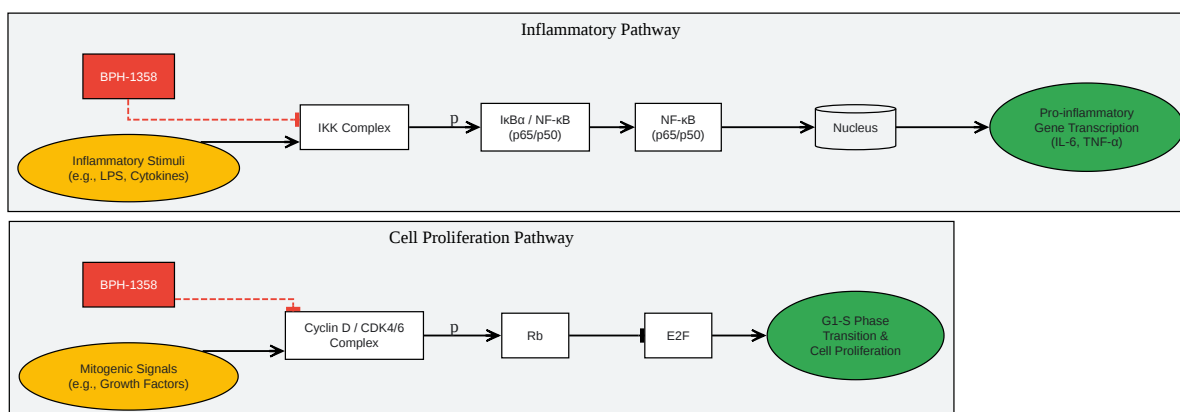 Inflammatory Pathway
BPH-1358
Inflammatory Stimuli
(e.g., LPS, Cytokines)
IKK Complex
p
IκBα / NF-κB
(p65/p50)
NF-κB
(p65/p50)
Nucleus
Pro-inflammatory
Gene Transcription
(IL-6, TNF-α)
Cell Proliferation Pathway
BPH-1358
Mitogenic Signals
(e.g., Growth Factors)
Cyclin D / CDK4/6
Complex
p
Rb
E2F
G1-S Phase
Transition &
Cell Proliferation